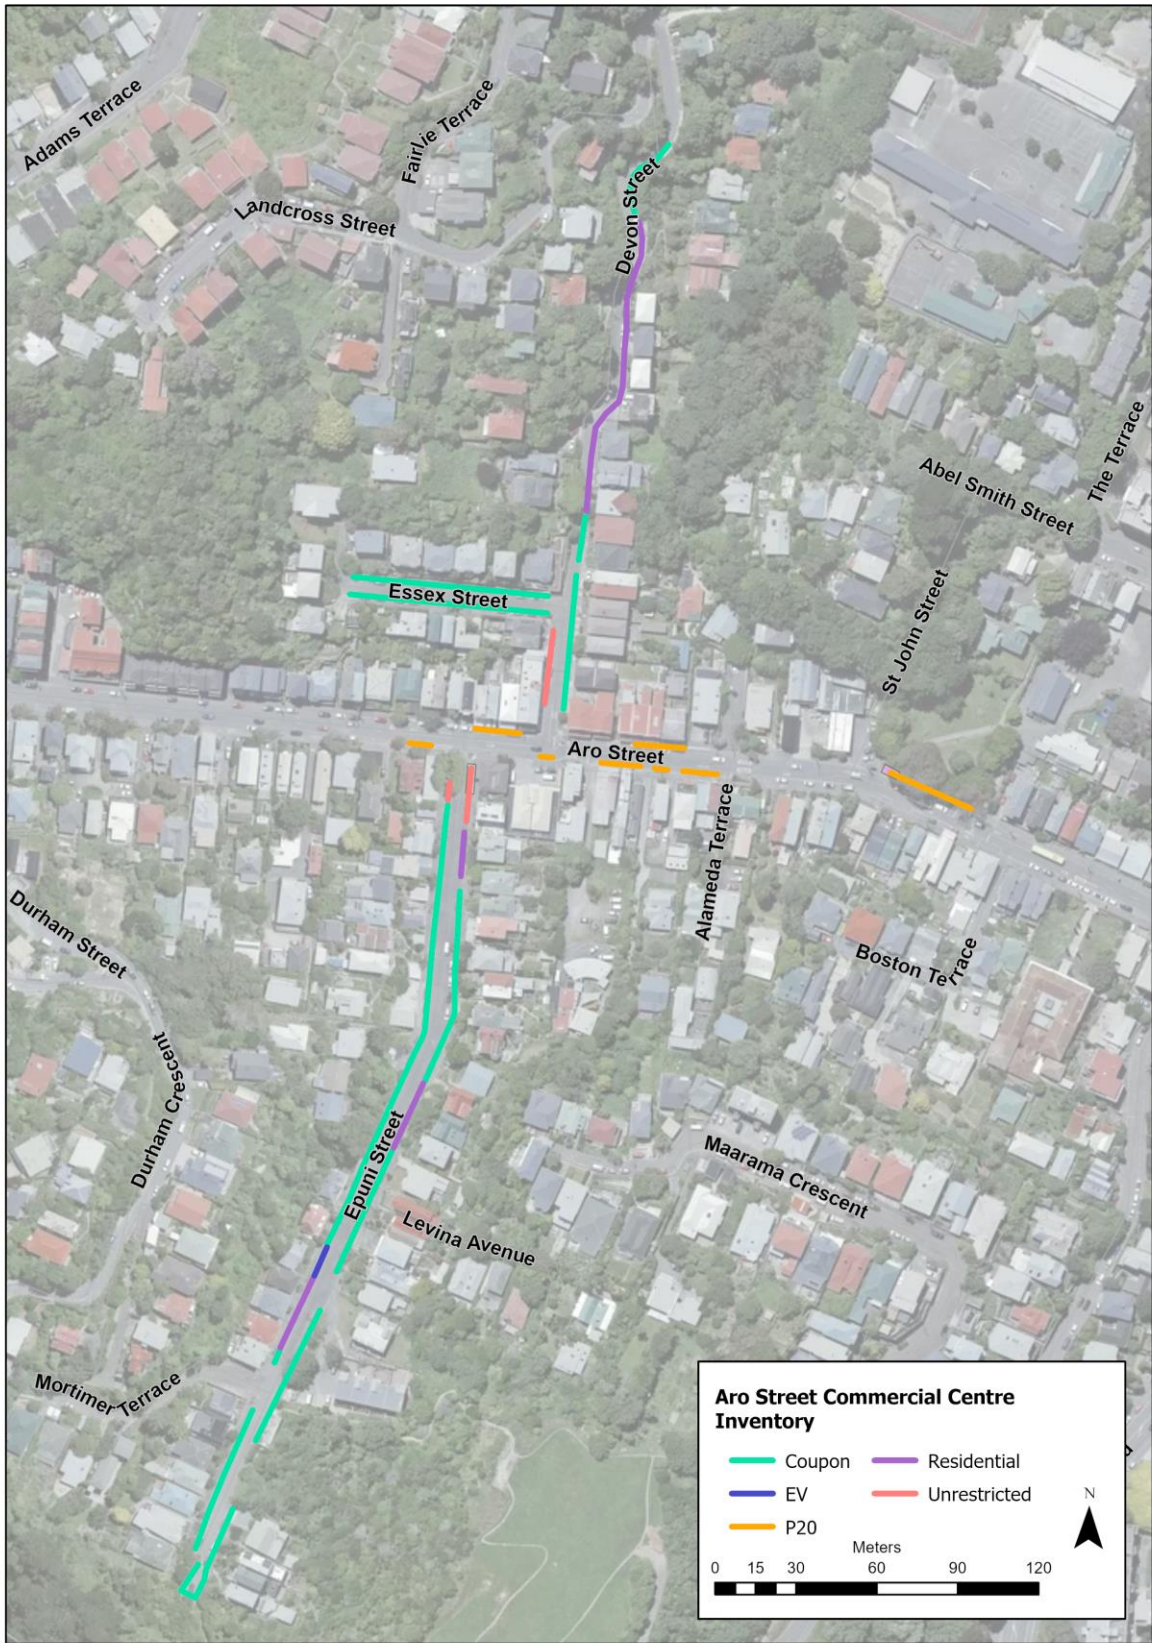 Adams Terrace
Fairlie Terrace
Landcross Street
Devon Street
The Terrace
Abel Smith Street
Essex Street
St John Street
Aro Street
Alameda Terrace
Durham Street
Boston Terrace
Durham Crescent
Epuni Street
Maarama Crescent
Levina Avenue
Mortimer Terrace
Aro Street Commercial Centre
Inventory
Coupon Residential
EV Unrestricted
P20
N
Meters
0 15 30 60 90 120